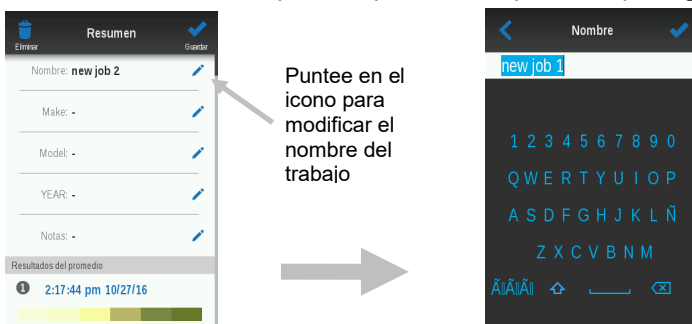 Resumen
Eliminar
Guardar
Nombre: new job 2
Make: -
Model: -
YEAR: -
Notas: -
Resultados del promedio
1 2:17:44 pm 10/27/16
Puntee en el
icono para
modificar el
nombre del
trabajo
Nombre
new job 1
1 2 3 4 5 6 7 8 9 0
Q W E R T Y U I O P
A S D F G H J K L Ñ
Z X C V B N M